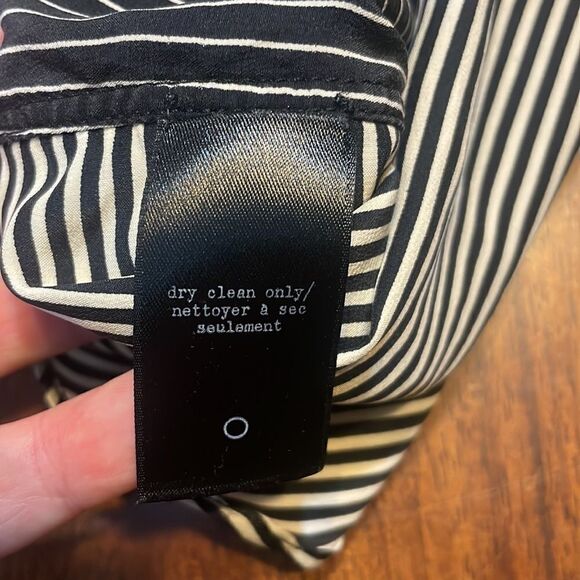 dry clean only/
nettoyer à sec
seulement